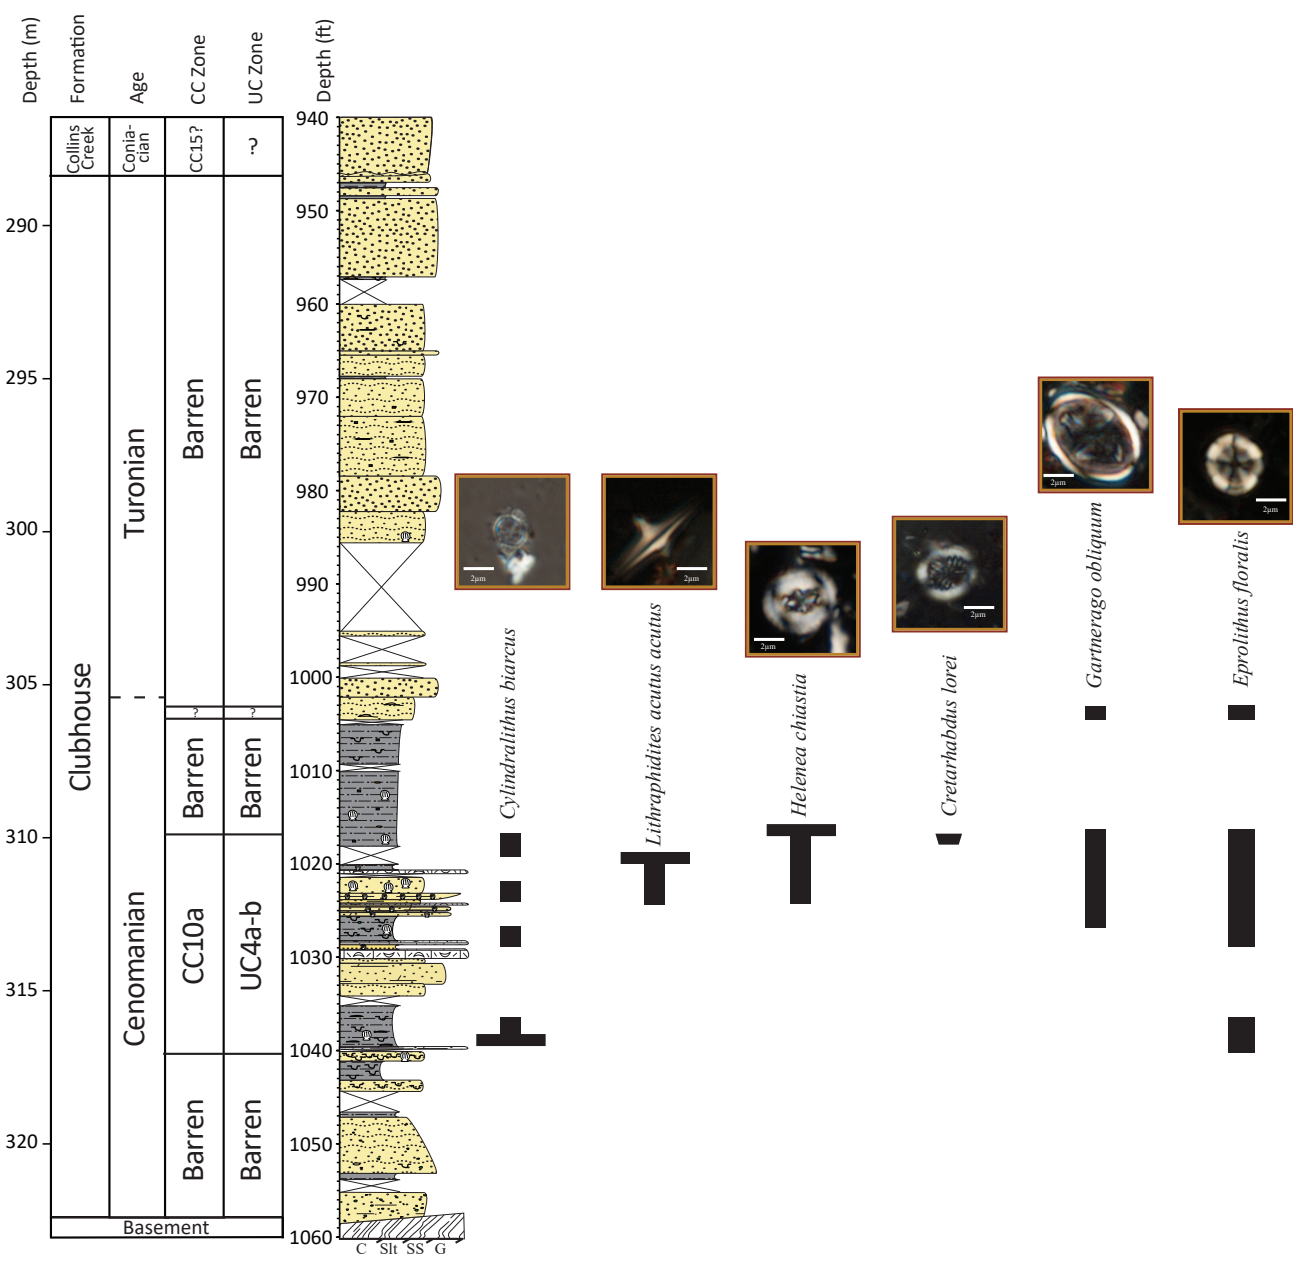 Depth (m)
Formation
Age
CC Zone
UC Zone
Depth (ft)
Collins
Creek
Conia-
cian
CC15?
?
290
295
300
305
310
315
320
Clubhouse
Turonian
Cenomanian
Barren
Barren
?
?
Barren
Barren
CC10a
UC4a-b
Barren
Barren
Basement
940
950
960
970
980
990
1000
1010
1020
1030
1040
1050
1060
C Slt SS G
2μm
Cylindralithus biarcus
2μm
Lithraphidites acutus acutus
2μm
Helenea chiastia
2μm
Cretarhabdus lorei
2μm
Gartnerago obliquum
2μm
Eprolithus floralis